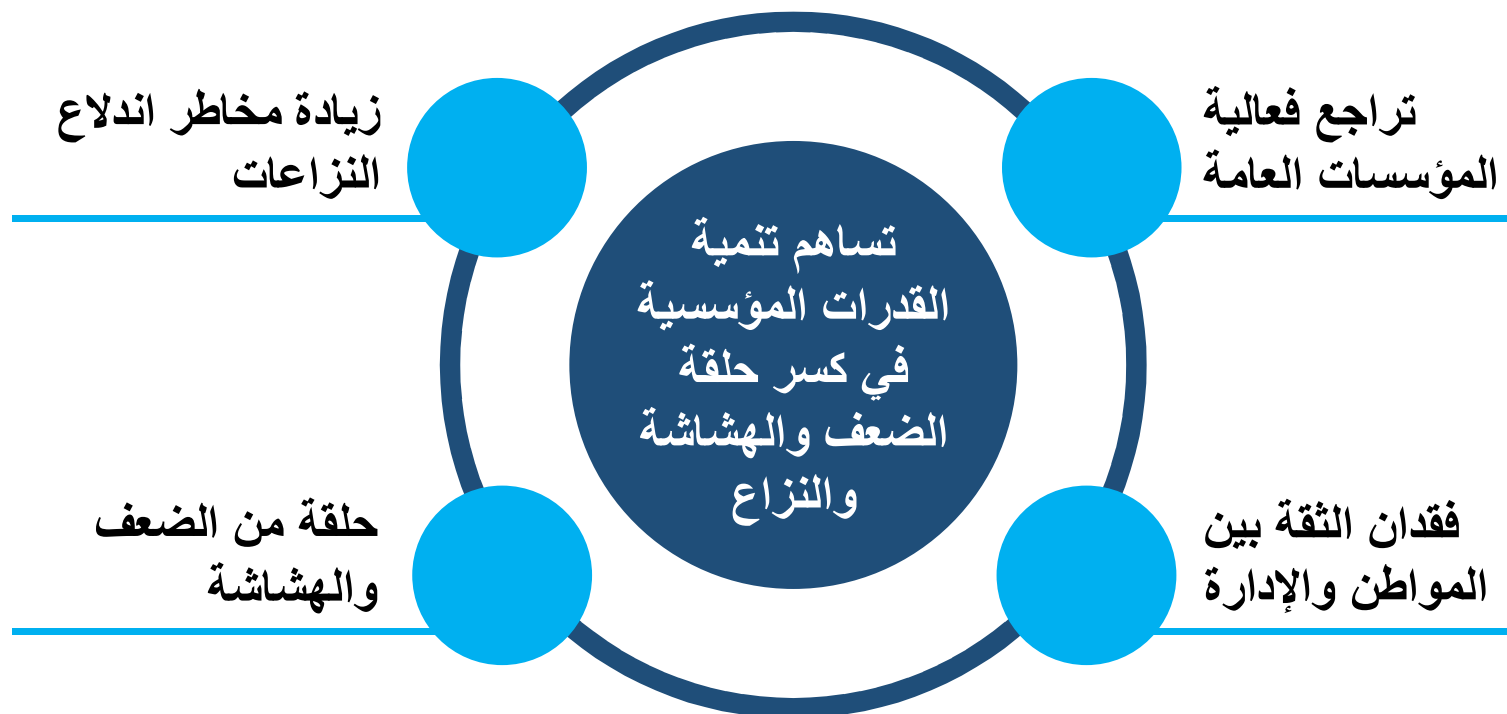 تراجع فعالية
المؤسسات العامة
زيادة مخاطر اندلاع
النزاعات
تساهم تنمية
القدرات المؤسسية
في كسر حلقة
الضعف والهشاشة
والنزاع
فقدان الثقة بين
المواطن والإدارة
حلقة من الضعف
والهشاشة